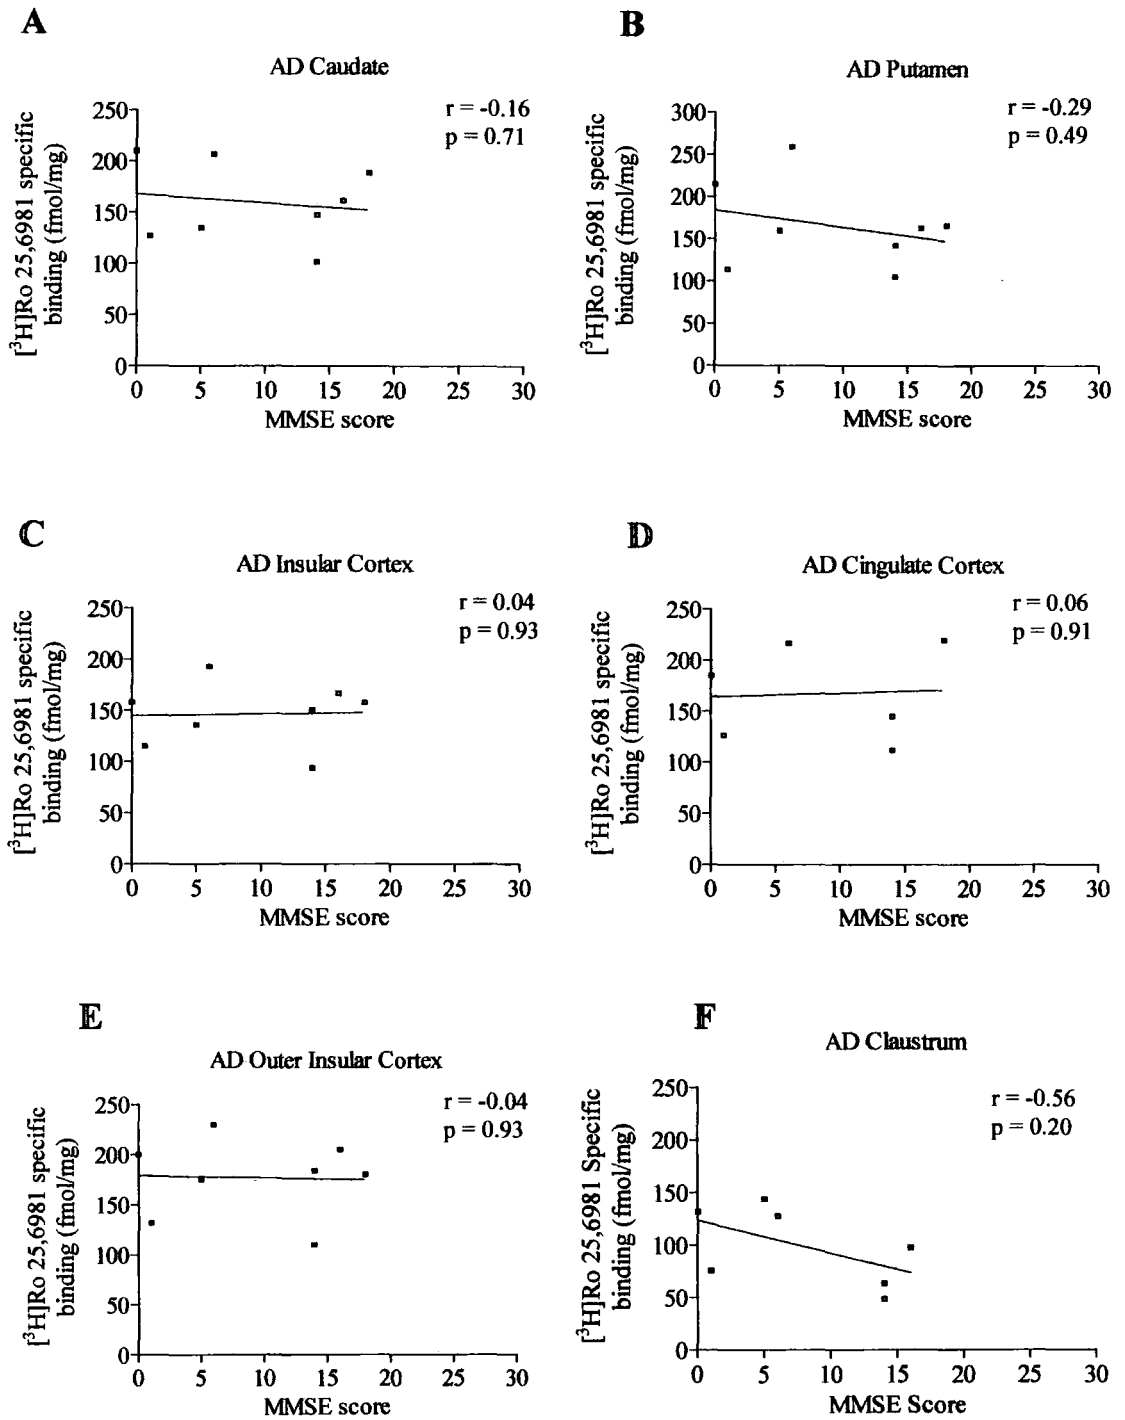 A
AD Caudate
r = -0.16
p = 0.71
[³H]Ro 25,6981 specific
binding (fmol/mg)
250
200
150
100
50
0
0 5 10 15 20 25 30
MMSE score
B
AD Putamen
r = -0.29
p = 0.49
[³H]Ro 25,6981 specific
binding (fmol/mg)
300
250
200
150
100
50
0
0 5 10 15 20 25 30
MMSE score
C
AD Insular Cortex
r = 0.04
p = 0.93
[³H]Ro 25,6981 specific
binding (fmol/mg)
250
200
150
100
50
0
0 5 10 15 20 25 30
MMSE score
D
AD Cingulate Cortex
r = 0.06
p = 0.91
[³H]Ro 25,6981 specific
binding (fmol/mg)
250
200
150
100
50
0
0 5 10 15 20 25 30
MMSE score
E
AD Outer Insular Cortex
r = -0.04
p = 0.93
[³H]Ro 25,6981 specific
binding (fmol/mg)
250
200
150
100
50
0
0 5 10 15 20 25 30
MMSE score
F
AD Claustrum
r = -0.56
p = 0.20
[³H]Ro 25,6981 Specific
binding (fmol/mg)
250
200
150
100
50
0
0 5 10 15 20 25 30
MMSE Score